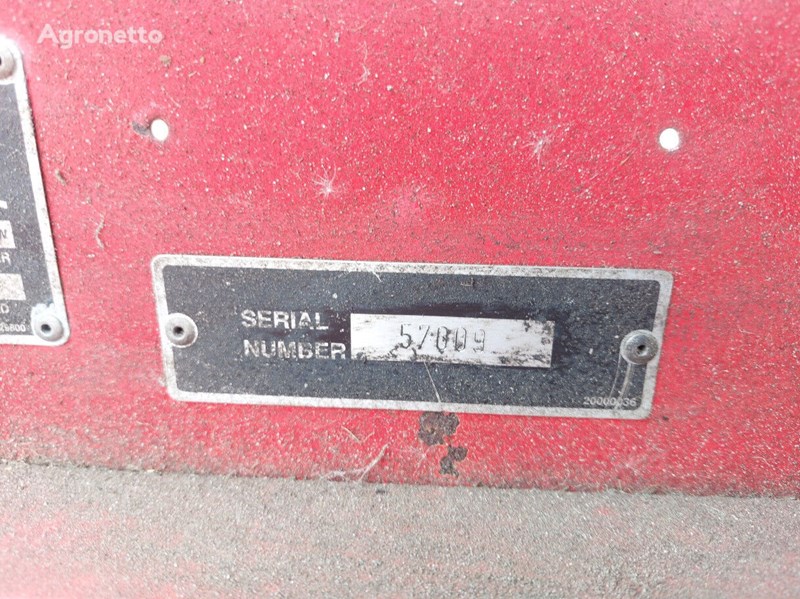 Agronetto
SERIAL
NUMBER
57009
20000036